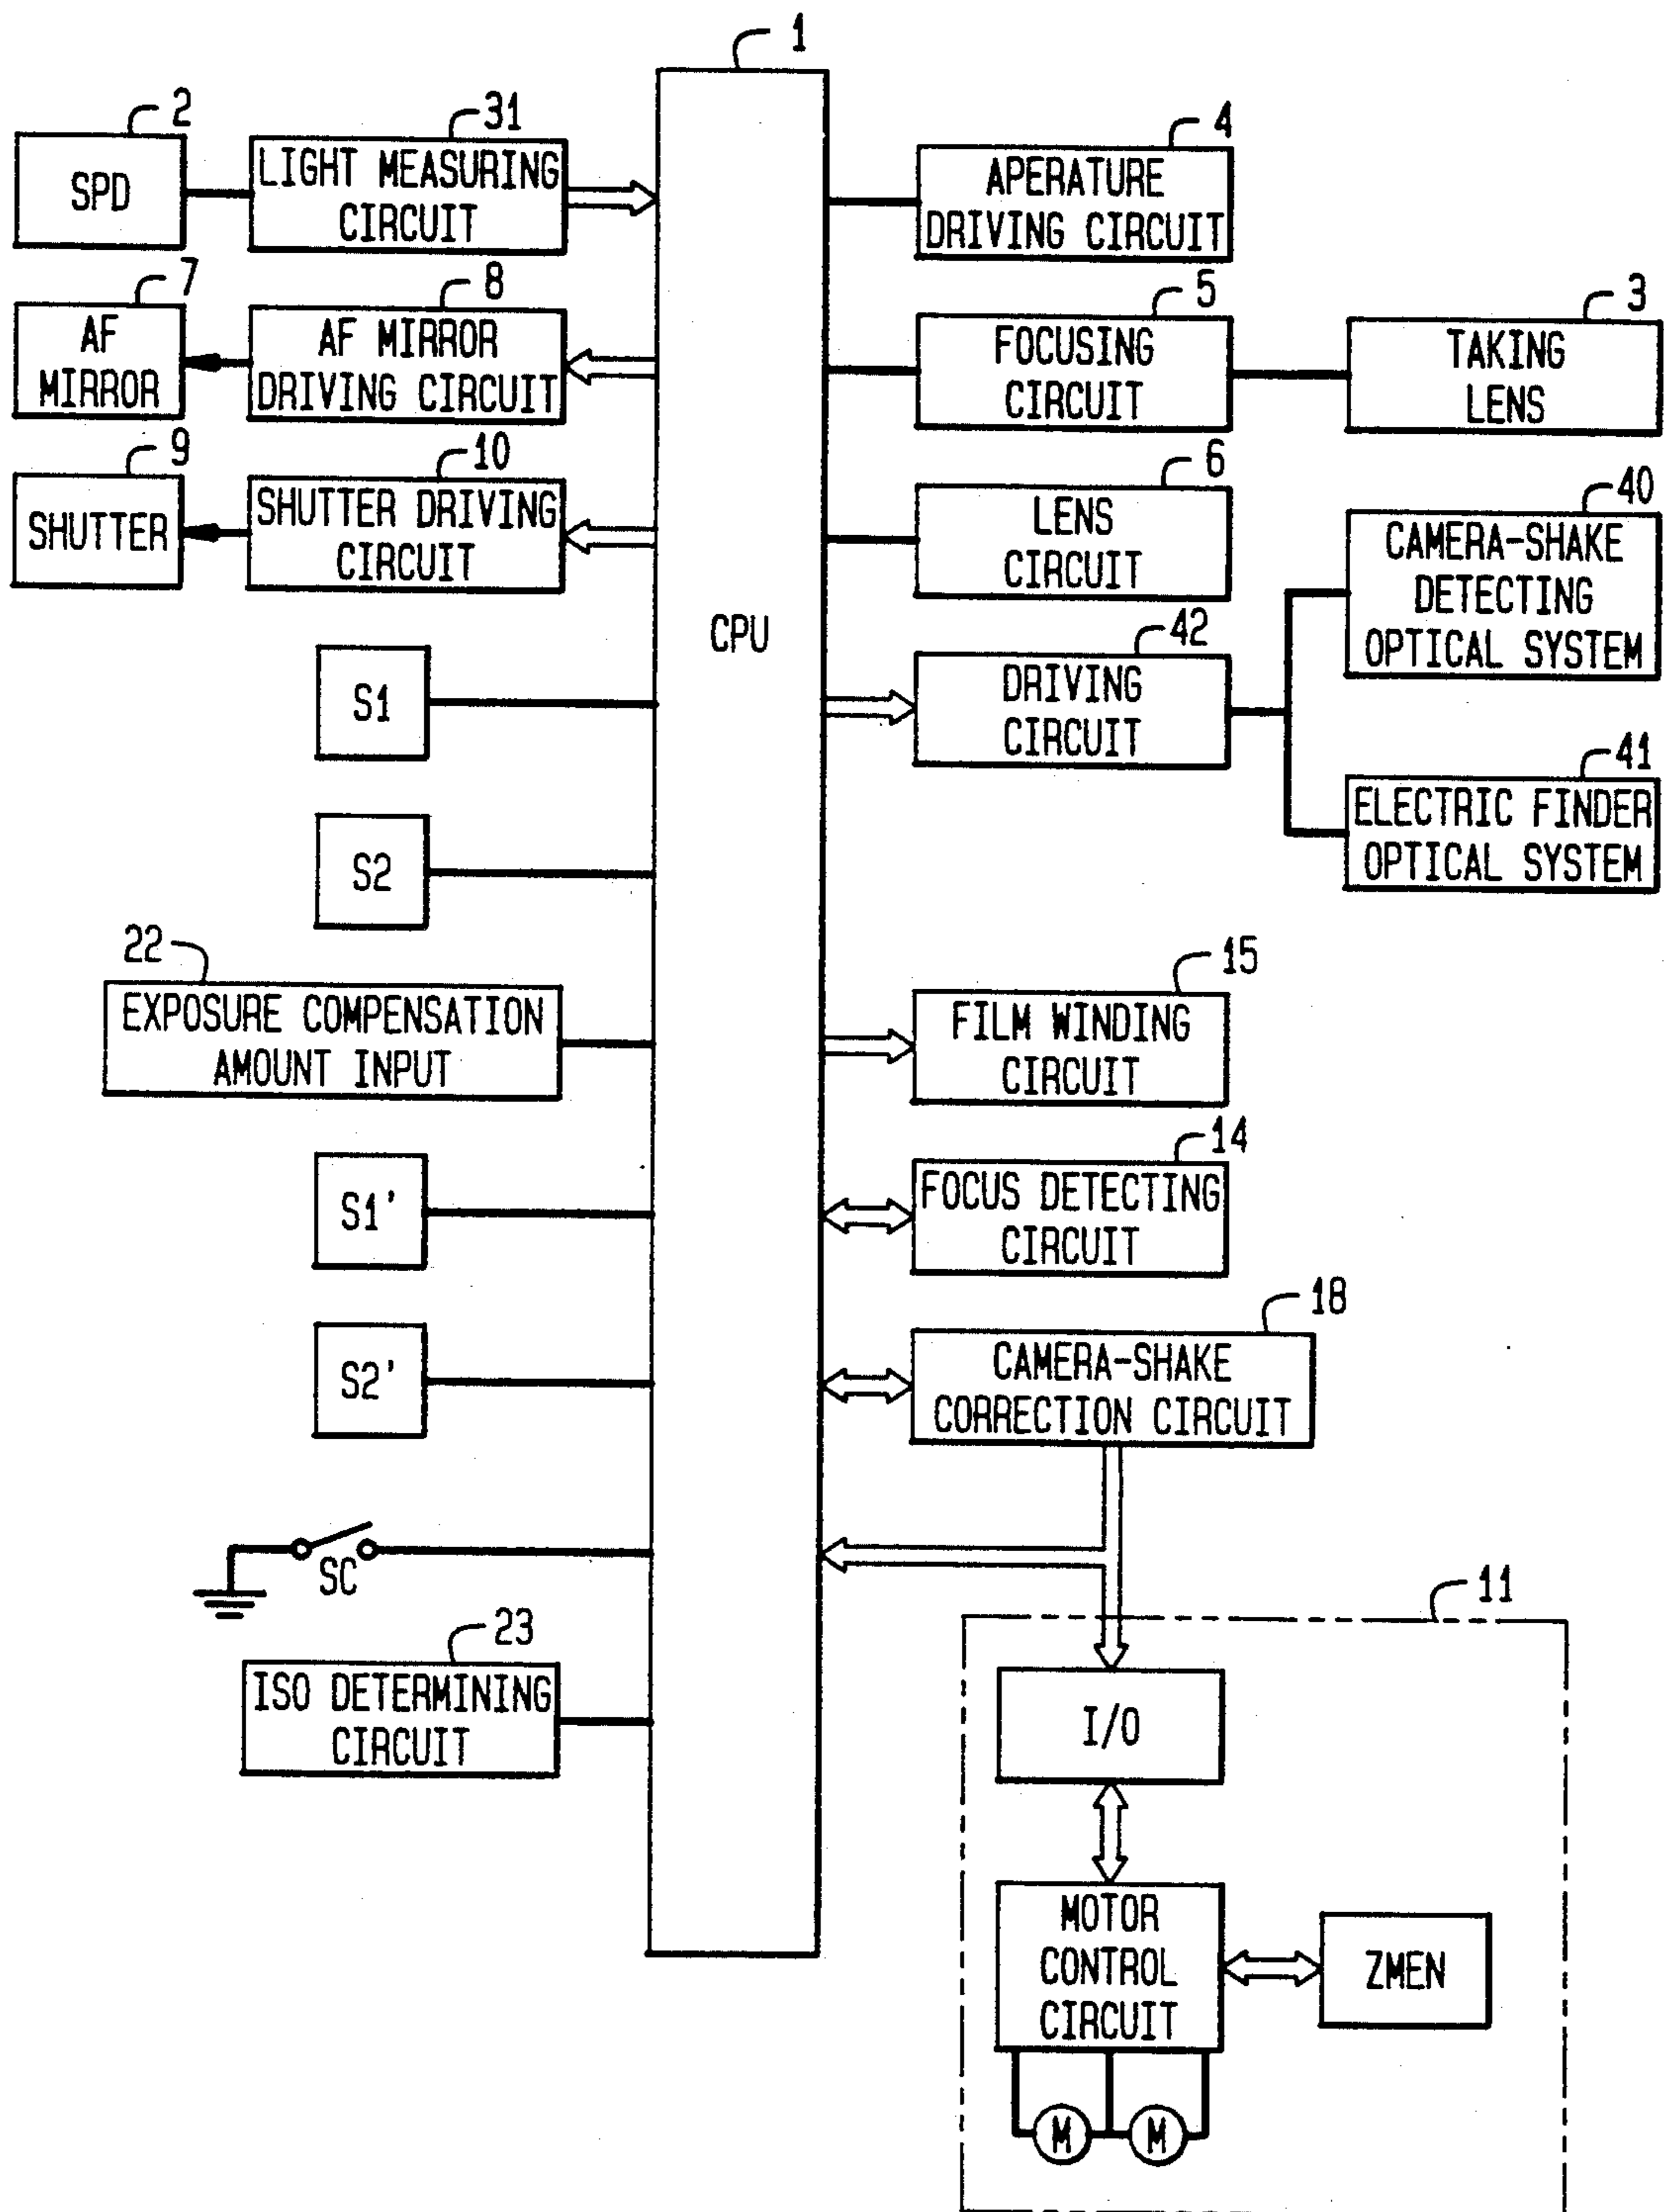 1
2
SPD
31
LIGHT MEASURING
CIRCUIT
7
AF
MIRROR
8
AF MIRROR
DRIVING CIRCUIT
9
SHUTTER
10
SHUTTER DRIVING
CIRCUIT
S1
S2
22
EXPOSURE COMPENSATION
AMOUNT INPUT
S1'
S2'
SC
23
ISO DETERMINING
CIRCUIT
CPU
4
APERATURE
DRIVING CIRCUIT
5
FOCUSING
CIRCUIT
3
TAKING
LENS
6
LENS
CIRCUIT
40
CAMERA-SHAKE
DETECTING
OPTICAL SYSTEM
42
DRIVING
CIRCUIT
41
ELECTRIC FINDER
OPTICAL SYSTEM
15
FILM WINDING
CIRCUIT
14
FOCUS DETECTING
CIRCUIT
18
CAMERA-SHAKE
CORRECTION CIRCUIT
11
I/O
MOTOR
CONTROL
CIRCUIT
ZMEN
M
M